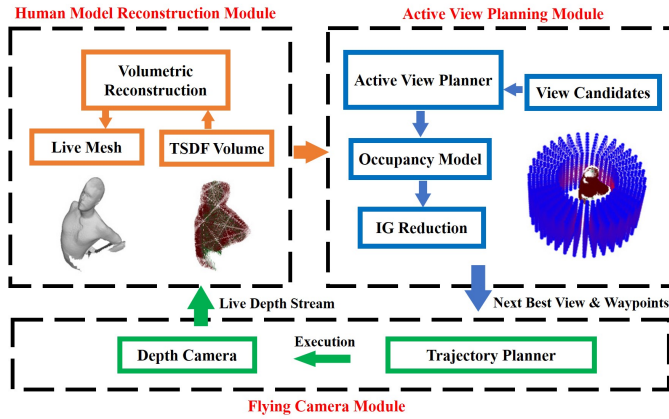 Human Model Reconstruction Module
Volumetric
Reconstruction
Live Mesh
TSDF Volume
Active View Planning Module
Active View Planner
View Candidates
Occupancy Model
IG Reduction
Live Depth Stream
Next Best View & Waypoints
Depth Camera
Execution
Trajectory Planner
Flying Camera Module